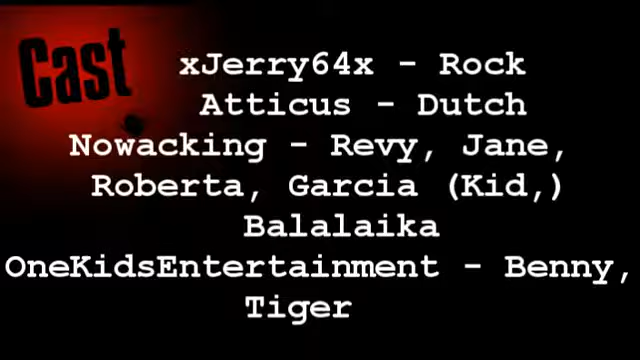 Cast
xJerry64x - Rock
Atticus - Dutch
Nowacking - Revy, Jane,
Roberta, Garcia (Kid,)
Balalaika
OneKidsEntertainment - Benny,
Tiger